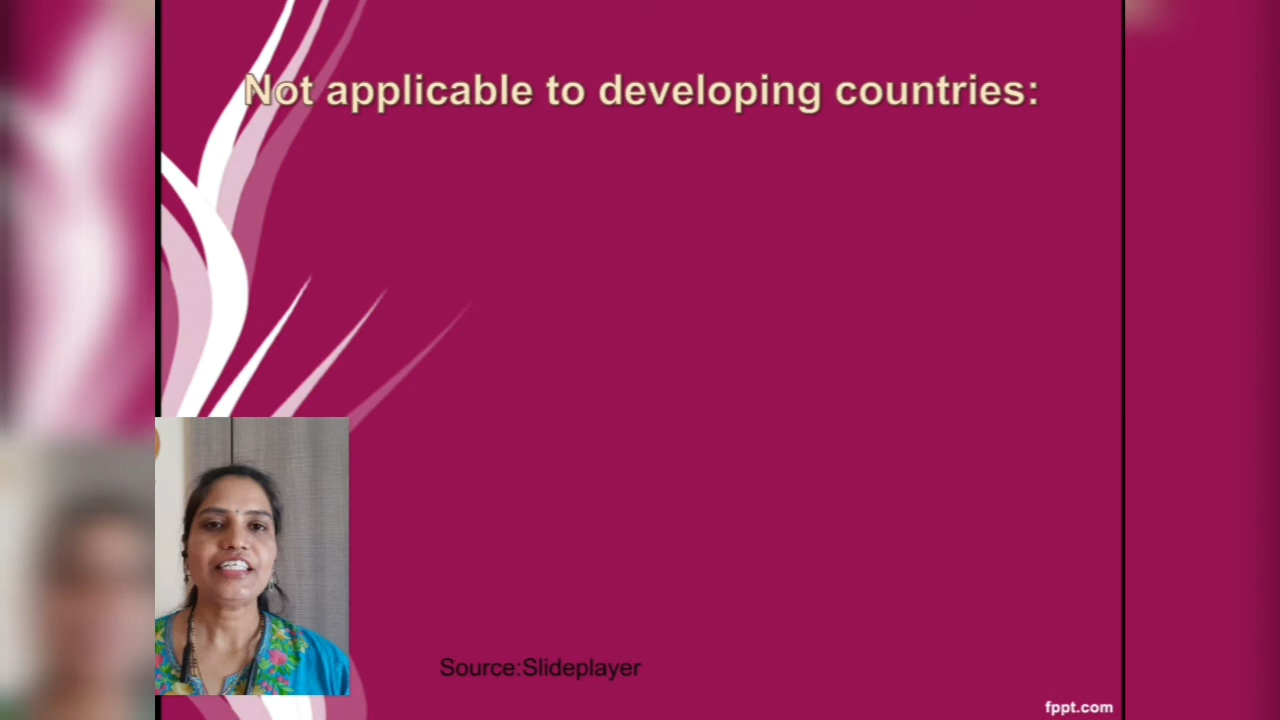 Not applicable to developing countries:
Source:Slideplayer
fppt.com